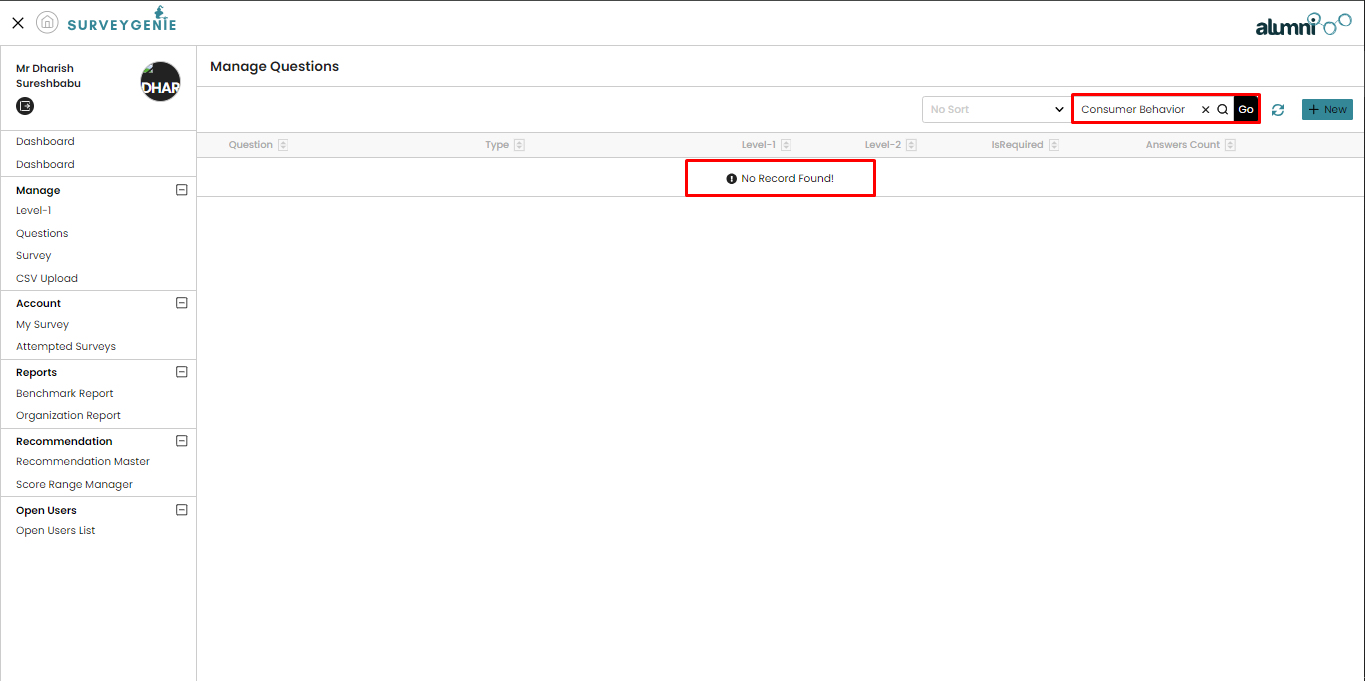 SURVEYGENIE
alumni
Mr Dharish
Sureshbabu
DHAR
Manage Questions
No Sort
Consumer Behavior
Go
New
Dashboard
Dashboard
Manage
Level-1
Questions
Survey
CSV Upload
Account
My Survey
Attempted Surveys
Reports
Benchmark Report
Organization Report
Recommendation
Recommendation Master
Score Range Manager
Open Users
Open Users List
Question Type Level-1 Level-2 IsRequired Answers Count
No Record Found!